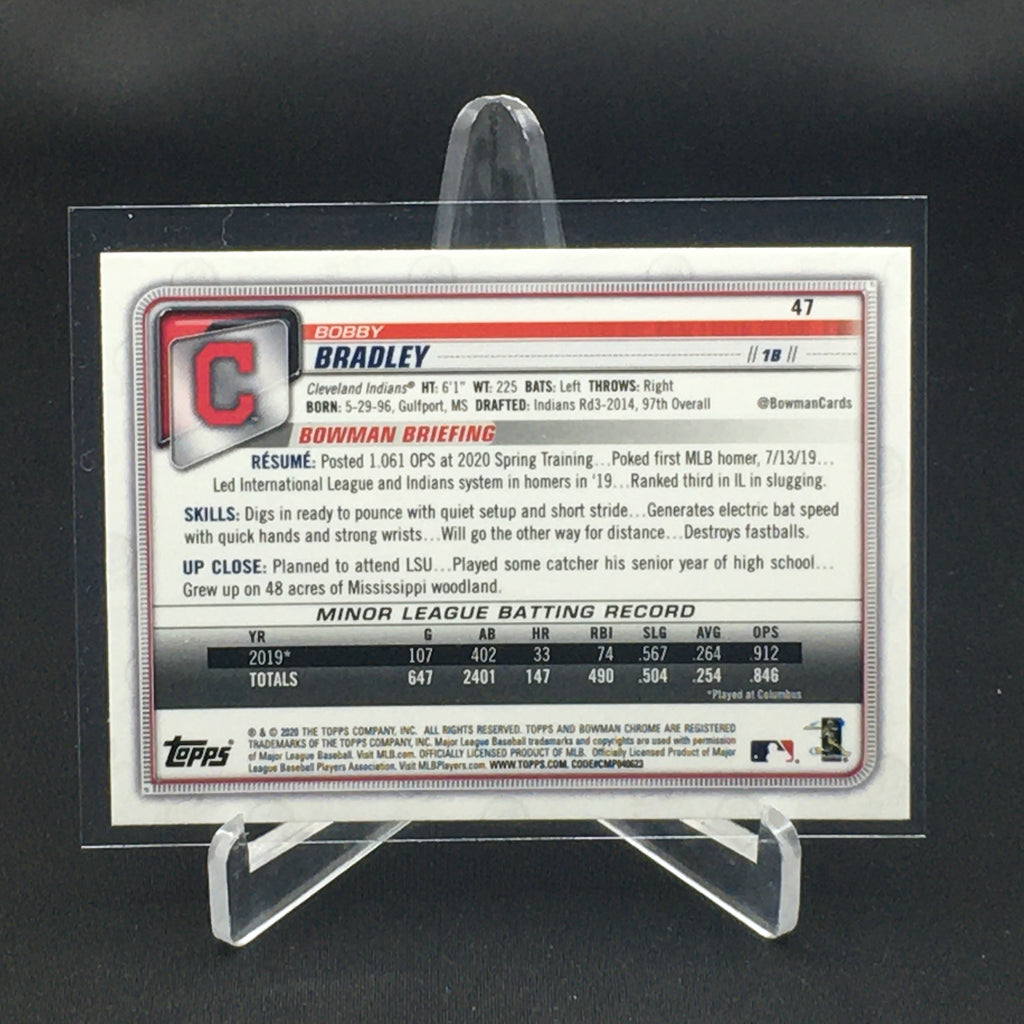 47
BOBBY
BRADLEY // 1B //
C
Cleveland Indians® HT: 6'1" WT: 225 BATS: Left THROWS: Right
BORN: 5-29-96, Gulfport, MS DRAFTED: Indians Rd3-2014, 97th Overall @BowmanCards
BOWMAN BRIEFING
RÉSUMÉ: Posted 1.061 OPS at 2020 Spring Training...Poked first MLB homer, 7/13/19...
Led International League and Indians system in homers in '19...Ranked third in IL in slugging.
SKILLS: Digs in ready to pounce with quiet setup and short stride...Generates electric bat speed
with quick hands and strong wrists...Will go the other way for distance...Destroys fastballs.
UP CLOSE: Planned to attend LSU...Played some catcher his senior year of high school...
Grew up on 48 acres of Mississippi woodland.
MINOR LEAGUE BATTING RECORD
YR G AB HR RBI SLG AVG OPS
2019* 107 402 33 74 .567 .264 .912
TOTALS 647 2401 147 490 .504 .254 .846
*Played at Columbus
Topps®
® & © 2020 THE TOPPS COMPANY, INC. ALL RIGHTS RESERVED. TOPPS AND BOWMAN CHROME ARE REGISTERED
TRADEMARKS OF THE TOPPS COMPANY, INC. Major League Baseball trademarks and copyrights are used with permission
of Major League Baseball. Visit MLB.com. OFFICIALLY LICENSED PRODUCT OF MLB. Officially Licensed Product of Major
League Baseball Players Association. Visit MLBPlayers.com. WWW.TOPPS.COM. CODE#CMP040623